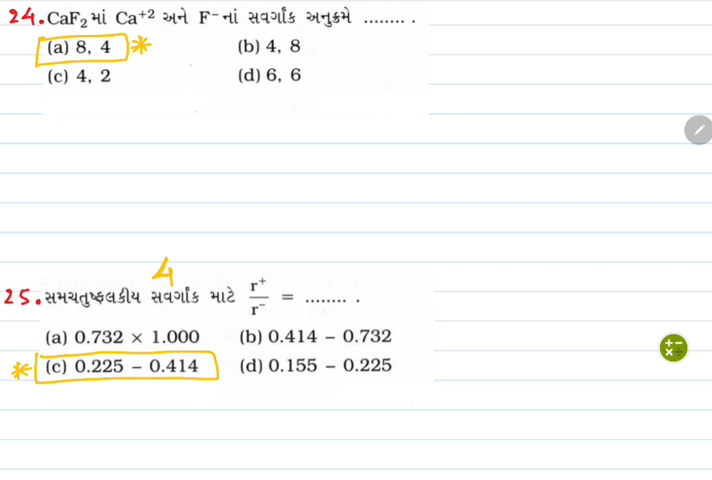 24. CaF₂ માં Ca⁺² અને F⁻ નાં સવર્ગાંક અનુક્રમે ........ .
(a) 8, 4 * (b) 4, 8
(c) 4, 2 (d) 6, 6
4
25. સમચતુષ્ફલકીય સવર્ગાંક માટે r⁺/r⁻ = ........ .
(a) 0.732 × 1.000 (b) 0.414 – 0.732
* (c) 0.225 – 0.414 (d) 0.155 – 0.225